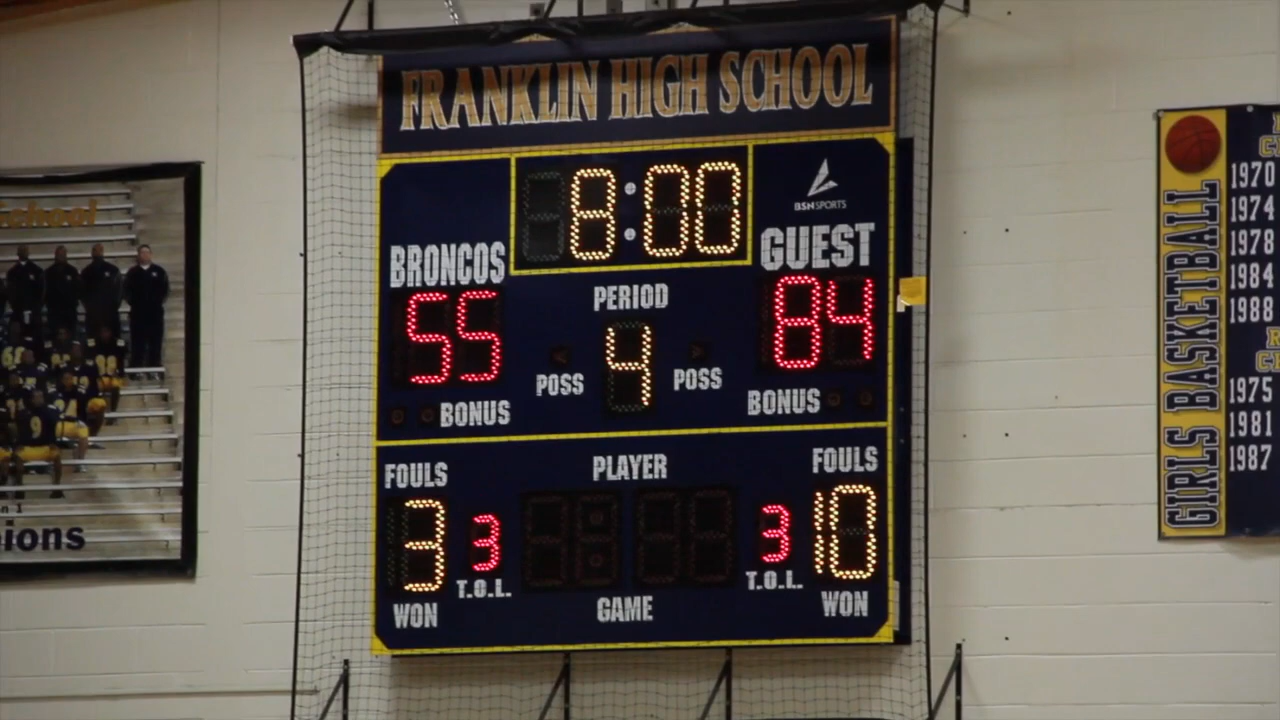 FRANKLIN HIGH SCHOOL
8:00
BSN SPORTS
BRONCOS
GUEST
55
PERIOD
84
4
POSS
POSS
BONUS
BONUS
FOULS
PLAYER
FOULS
3
3
3
10
T.O.L.
T.O.L.
WON
GAME
WON
School
ions
GIRLS BASKETBALL
1970
1974
1978
1984
1988
1975
1981
1987